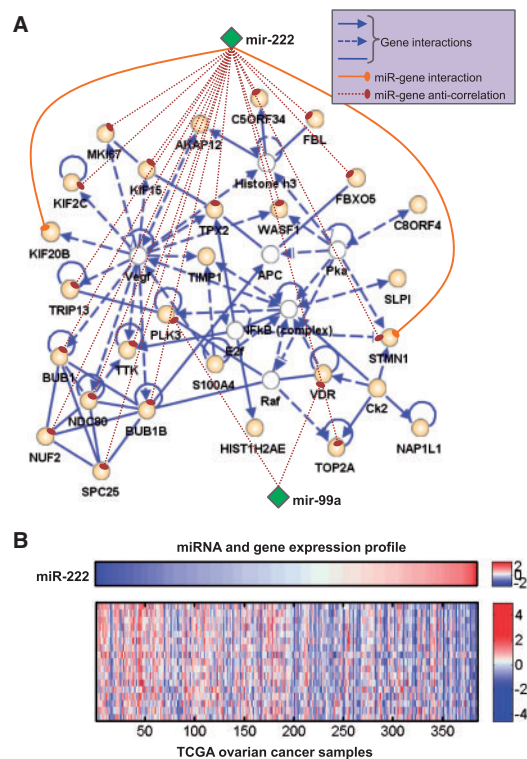 A
mir-222
Gene interactions
miR-gene interaction
miR-gene anti-correlation
C5ORF34
MKI67
AKAP12
FBL
KIF2C
KIF15
Histone h3
FBXO5
TPX2
WASF1
C8ORF4
KIF20B
Vegf
TIMP1
APC
Pka
TRIP13
SLPI
PLK3
NFkB (complex)
E2f
STMN1
BUB1
TTK
S100A4
Raf
VDR
Ck2
NDC80
BUB1B
NUF2
HIST1H2AE
NAP1L1
TOP2A
SPC25
mir-99a
B
miRNA and gene expression profile
miR-222
2
0
-2
4
2
0
-2
-4
50 100 150 200 250 300 350
TCGA ovarian cancer samples